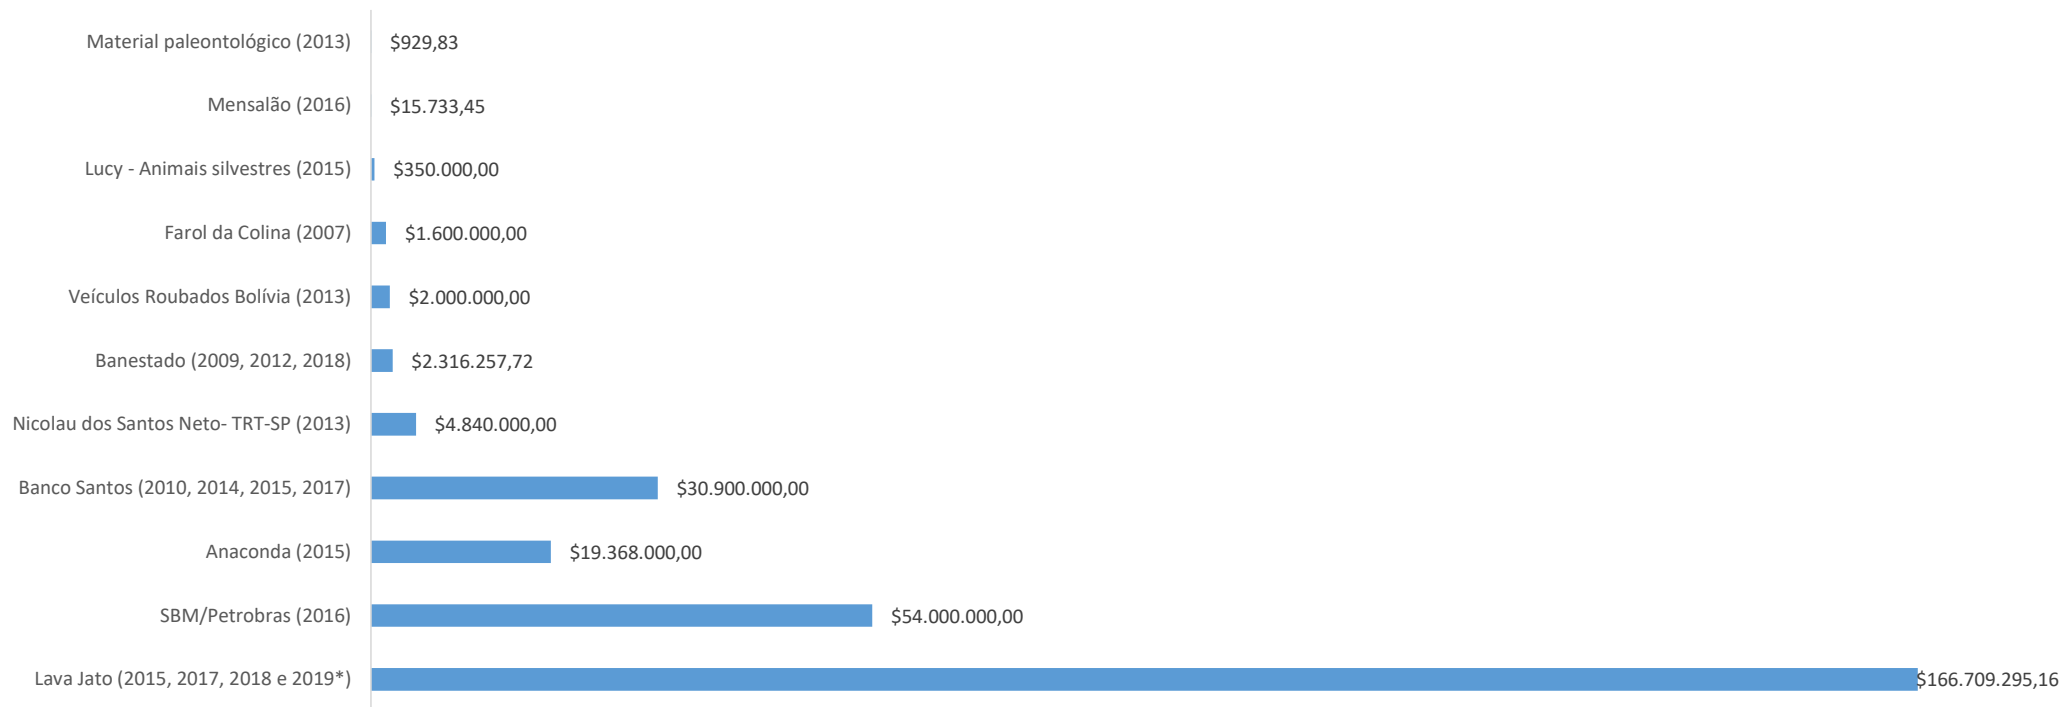 Material paleontológico (2013) $929,83
Mensalão (2016) $15.733,45
Lucy - Animais silvestres (2015) $350.000,00
Farol da Colina (2007) $1.600.000,00
Veículos Roubados Bolívia (2013) $2.000.000,00
Banestado (2009, 2012, 2018) $2.316.257,72
Nicolau dos Santos Neto- TRT-SP (2013) $4.840.000,00
Banco Santos (2010, 2014, 2015, 2017) $30.900.000,00
Anaconda (2015) $19.368.000,00
SBM/Petrobras (2016) $54.000.000,00
Lava Jato (2015, 2017, 2018 e 2019*) $166.709.295,16